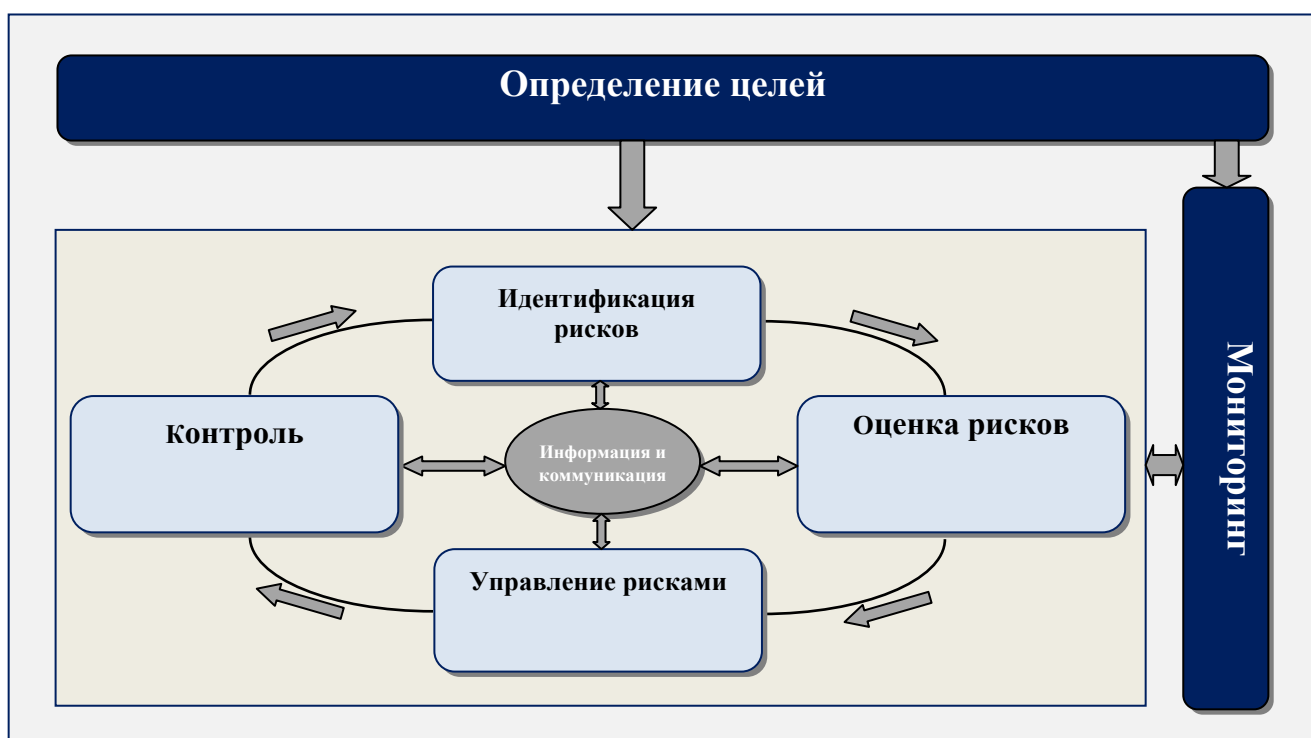 Определение целей
Идентификация
рисков
Контроль
Оценка рисков
Информация и
коммуникация
Управление рисками
Мониторинг